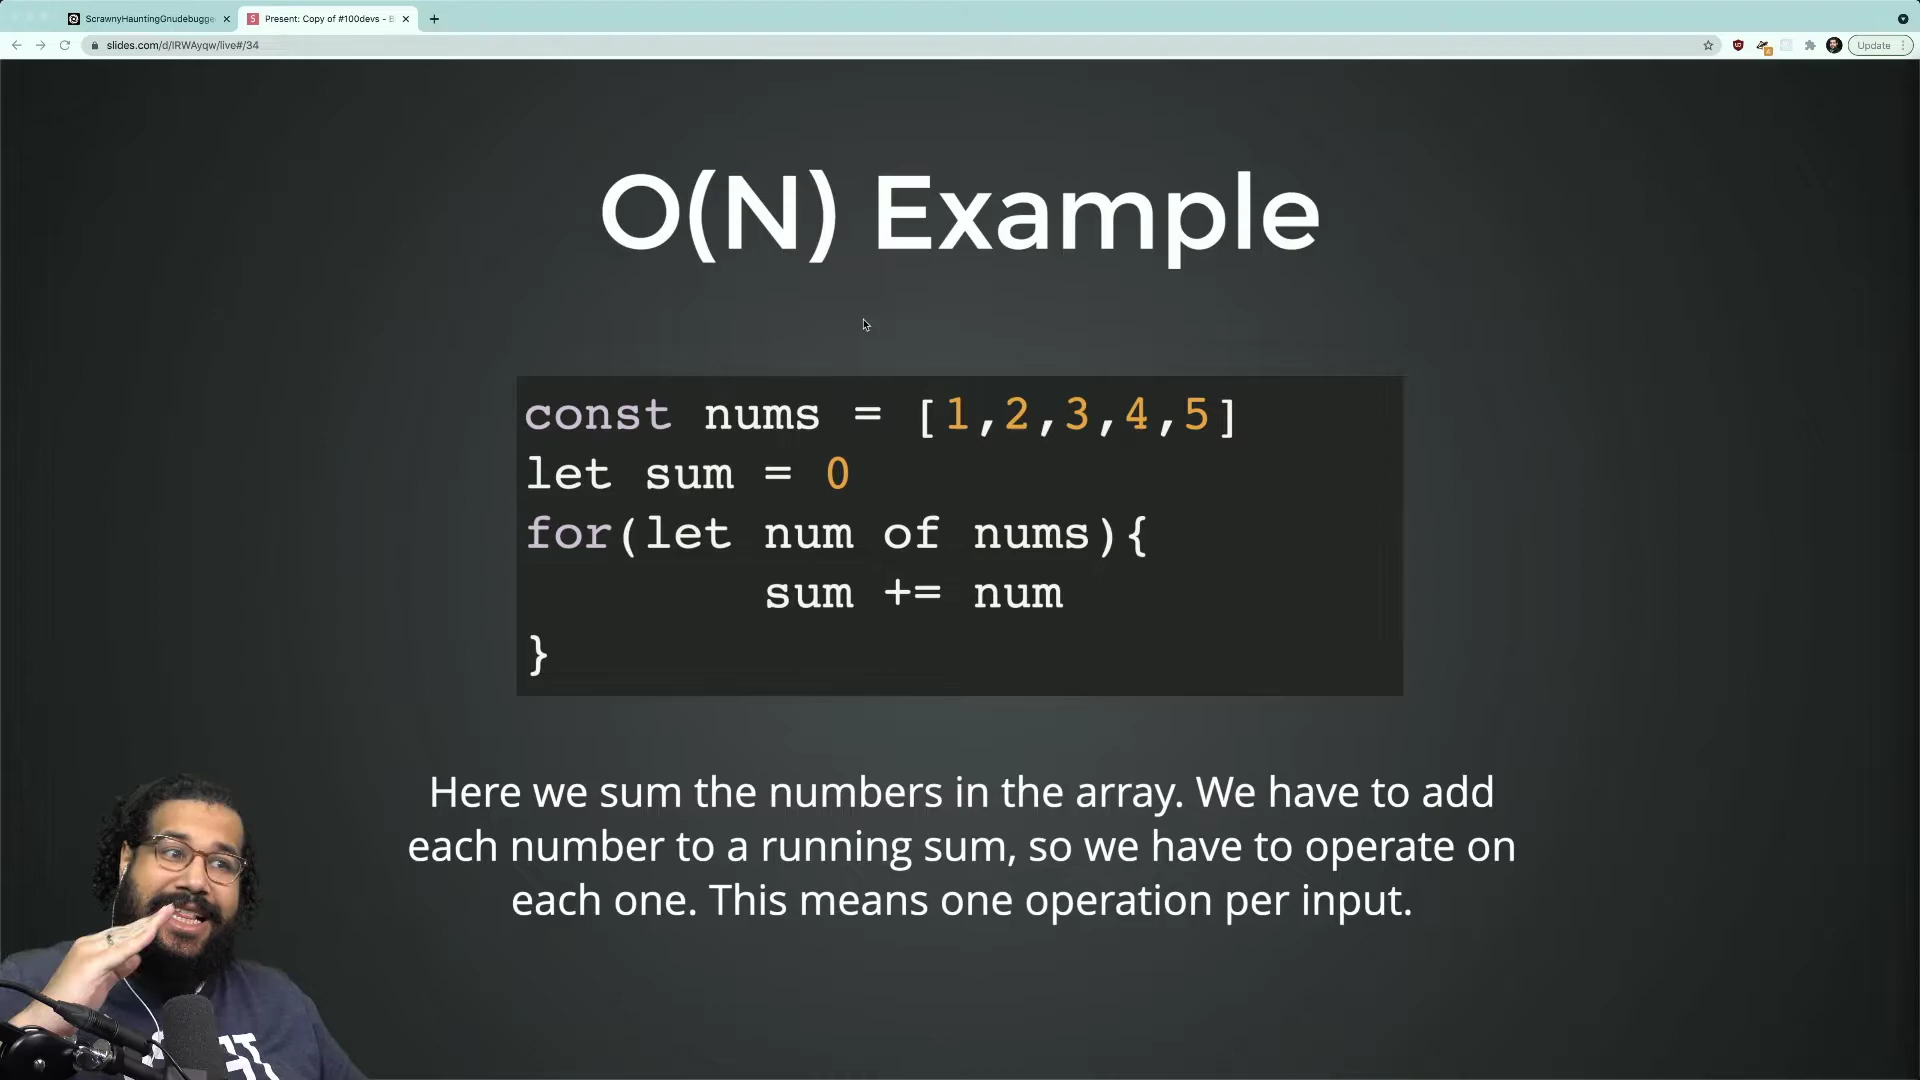 ScrawnyHauntingGnudebugge
Present: Copy of #100devs - B
slides.com/d/IRWAyqw/live#/34
Update
O(N) Example
const nums = [1,2,3,4,5]
let sum = 0
for(let num of nums){
sum += num
}
Here we sum the numbers in the array. We have to add
each number to a running sum, so we have to operate on
each one. This means one operation per input.